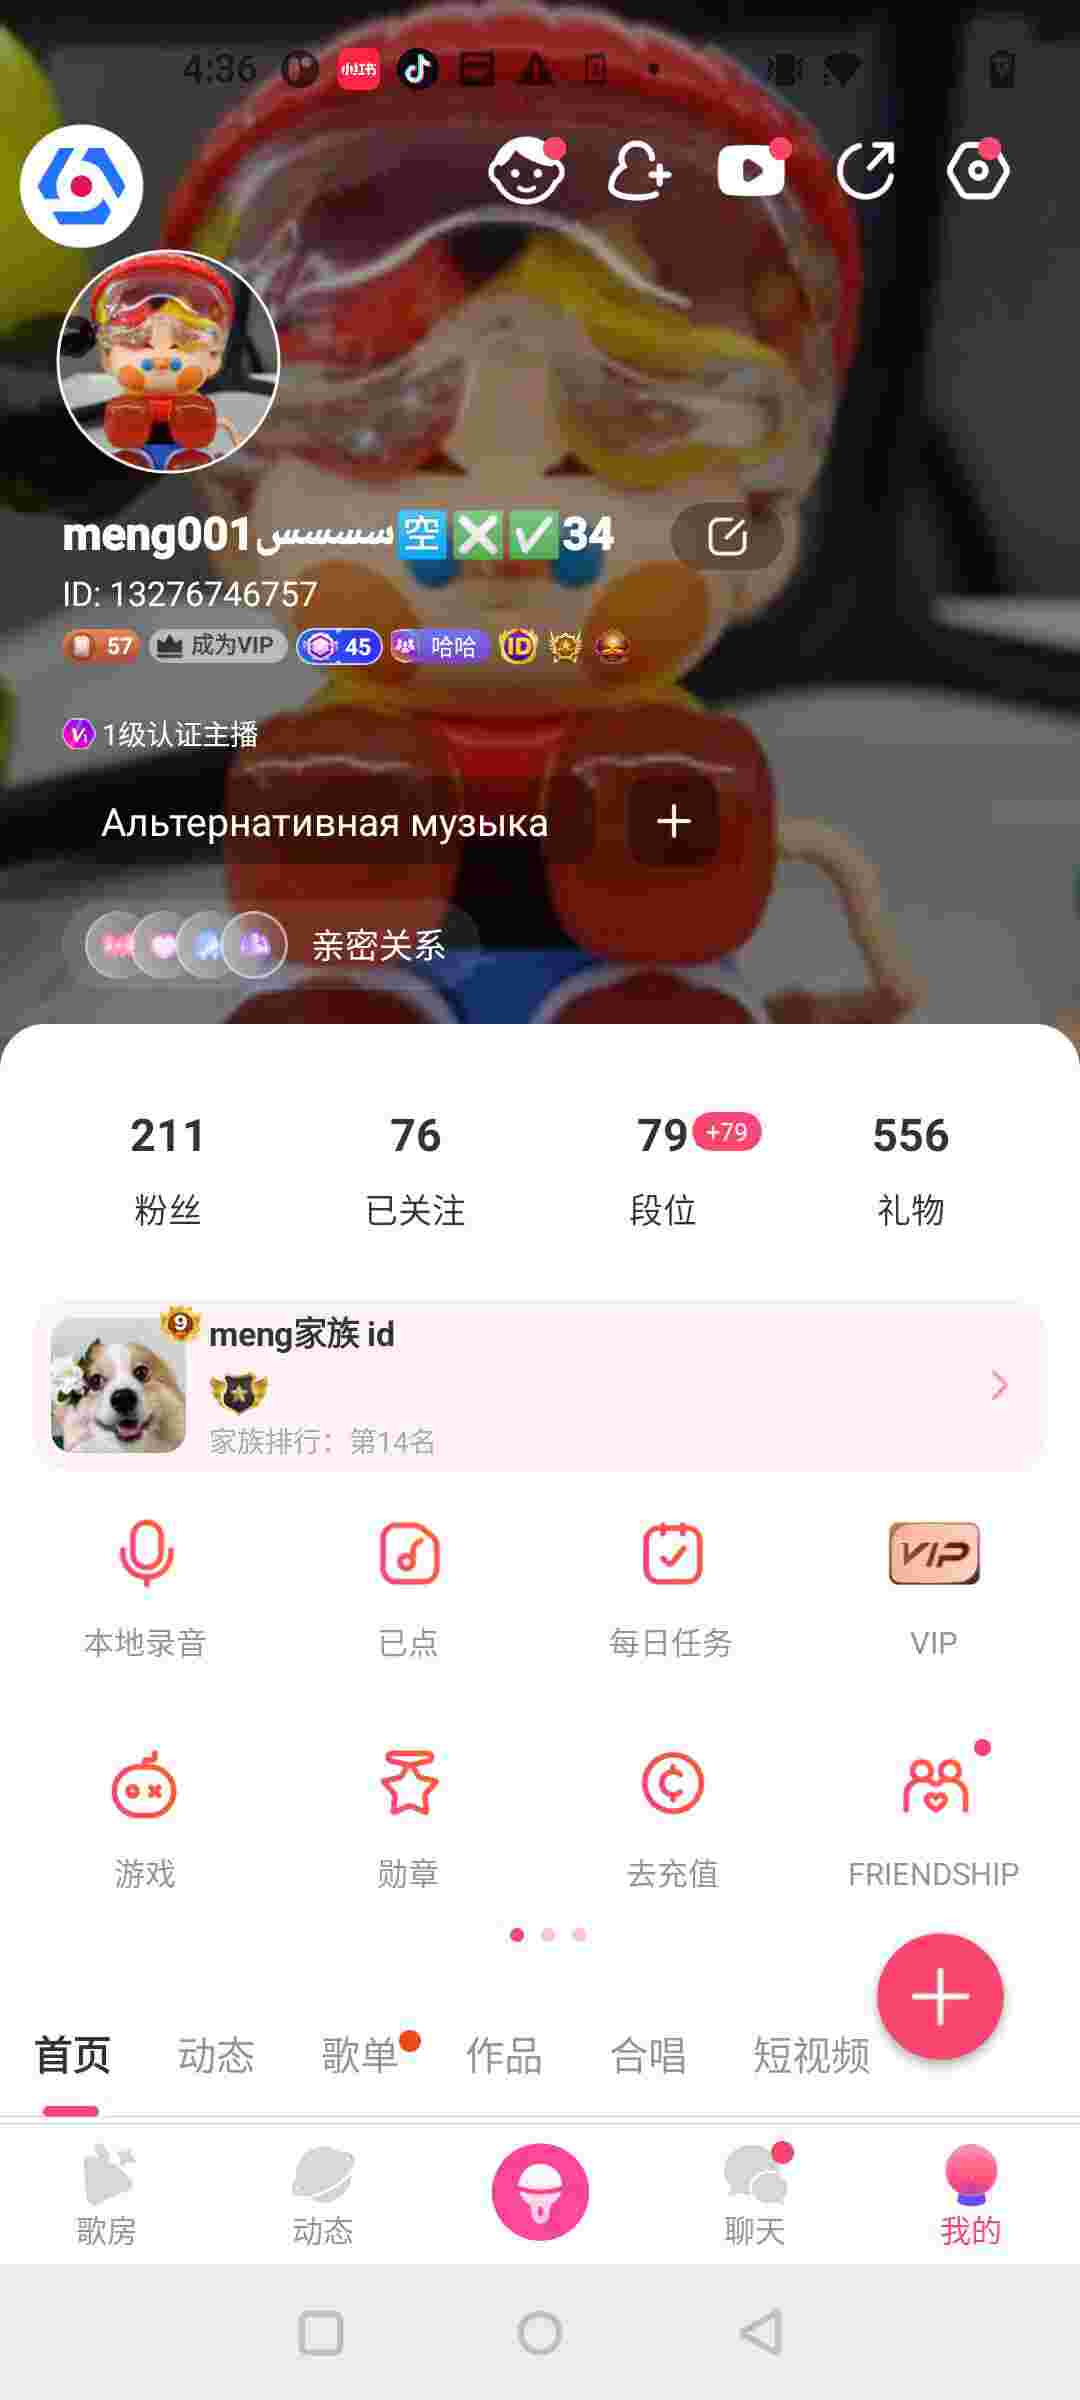 4:36
小红书
meng001سسسس空❎✅34
ID: 13276746757
57 成为VIP 45 哈哈 ID
V1 1级认证主播
Альтернативная музыка
亲密关系
211 76 79 +79 556
粉丝 已关注 段位 礼物
9 meng家族 id
家族排行：第14名
VIP
本地录音 已点 每日任务 VIP
游戏 勋章 去充值 FRIENDSHIP
首页 动态 歌单 作品 合唱 短视频
歌房 动态 聊天 我的